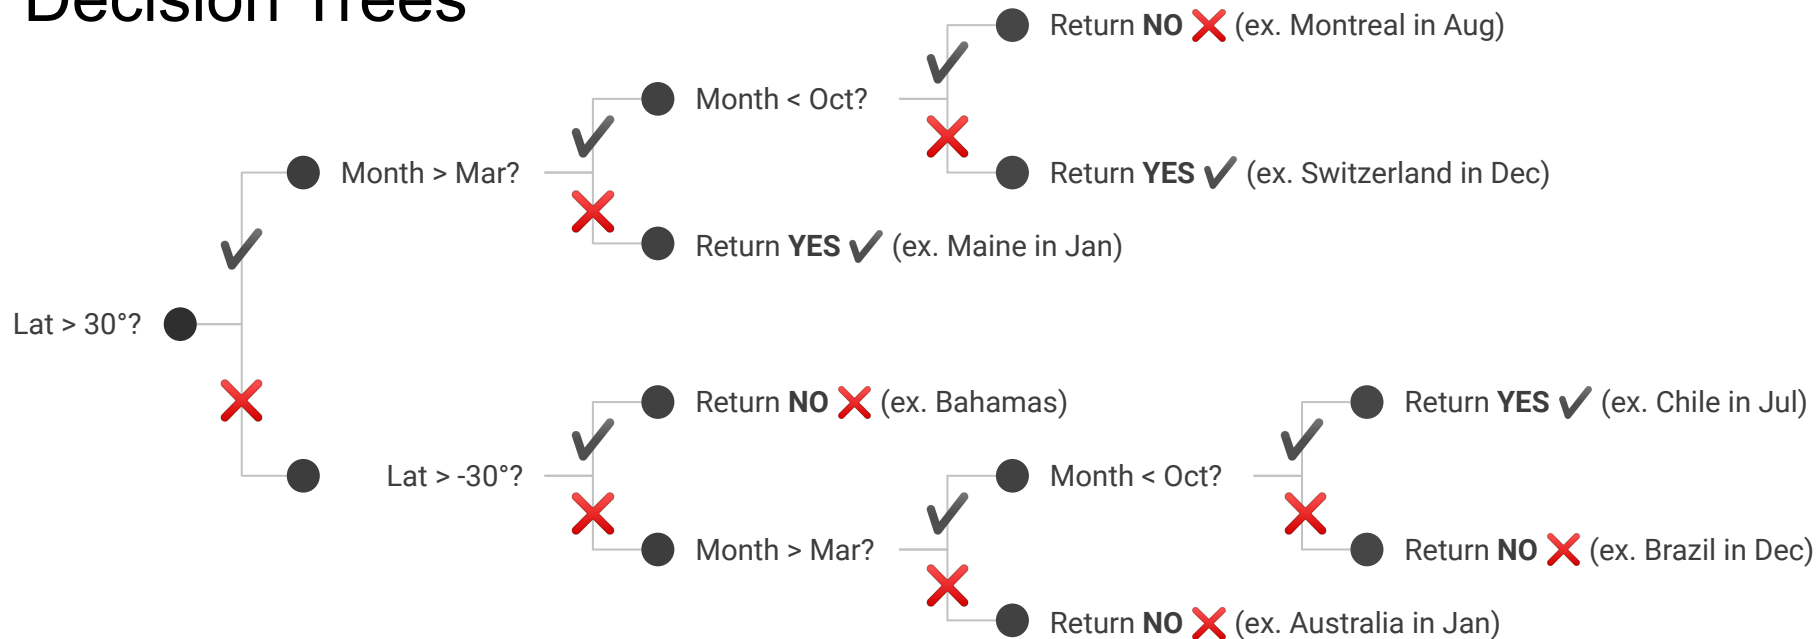 Decision Trees
Return NO ❌ (ex. Montreal in Aug)
Month < Oct?
Month > Mar?
Return YES ✔ (ex. Switzerland in Dec)
Return YES ✔ (ex. Maine in Jan)
Lat > 30°?
Return NO ❌ (ex. Bahamas)
Return YES ✔ (ex. Chile in Jul)
Lat > -30°?
Month < Oct?
Month > Mar?
Return NO ❌ (ex. Brazil in Dec)
Return NO ❌ (ex. Australia in Jan)